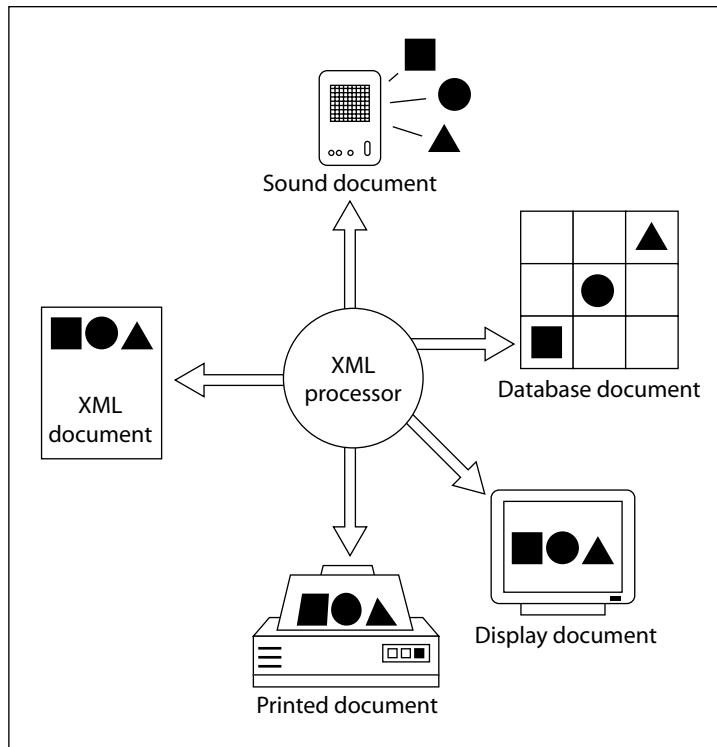 Sound document
XML
processor
Database document
XML
document
Display document
Printed document